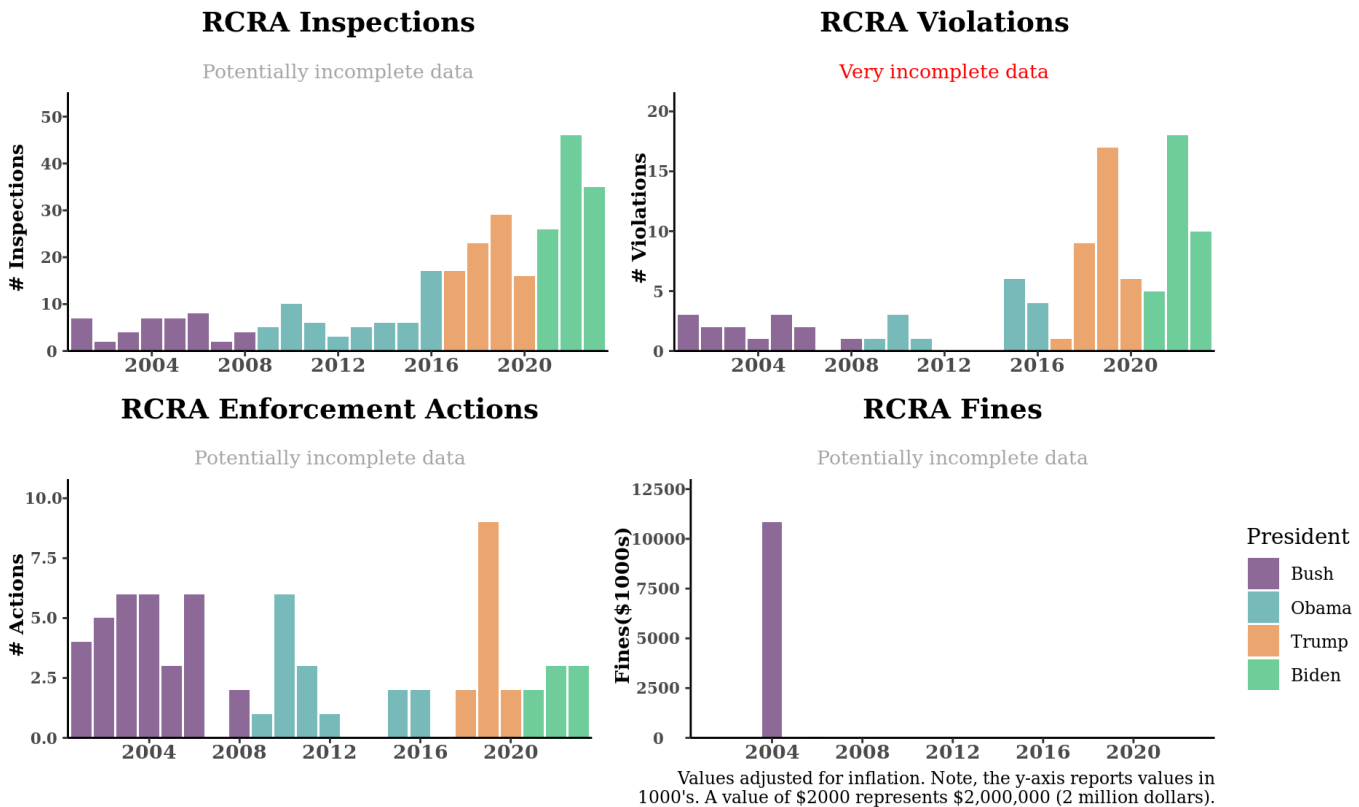 RCRA Inspections
Potentially incomplete data
# Inspections
50
40
30
20
10
0
2004 2008 2012 2016 2020
RCRA Violations
Very incomplete data
# Violations
20
15
10
5
0
2004 2008 2012 2016 2020
RCRA Enforcement Actions
Potentially incomplete data
# Actions
10.0
7.5
5.0
2.5
0.0
2004 2008 2012 2016 2020
RCRA Fines
Potentially incomplete data
Fines($1000s)
12500
10000
7500
5000
2500
0
2004 2008 2012 2016 2020
Values adjusted for inflation. Note, the y-axis reports values in
1000's. A value of $2000 represents $2,000,000 (2 million dollars).
President
Bush
Obama
Trump
Biden